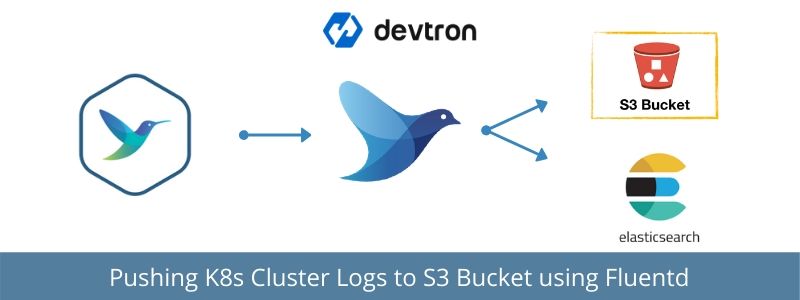 devtron
S3 Bucket
elasticsearch
Pushing K8s Cluster Logs to S3 Bucket using Fluentd